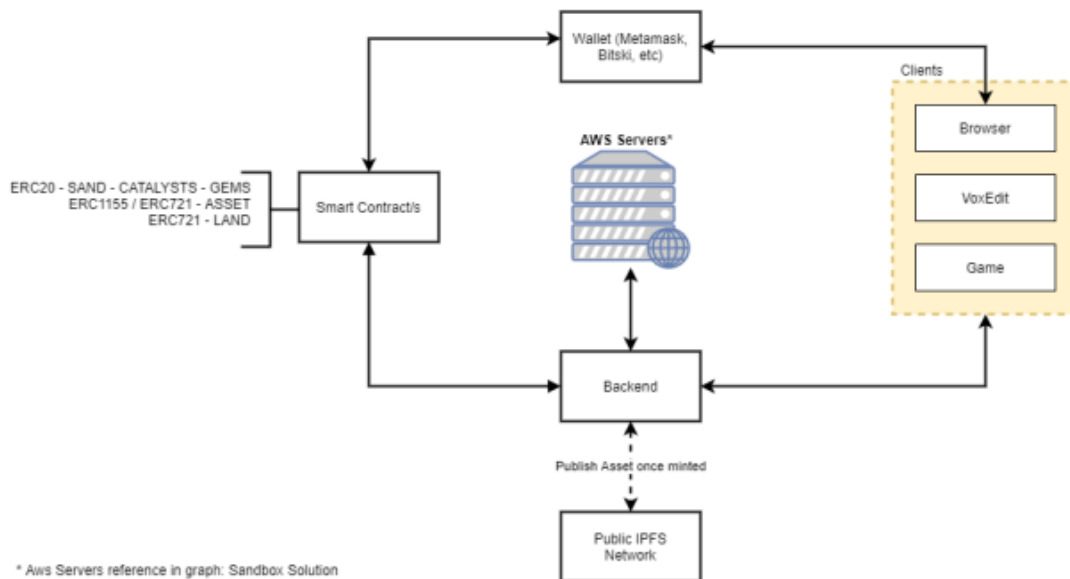 Wallet (Metamask,
Bitski, etc)
Clients
Browser
AWS Servers*
ERC20 - SAND - CATALYSTS - GEMS
ERC1155 / ERC721 - ASSET
ERC721 - LAND
Smart Contract/s
VoxEdit
Game
Backend
Publish Asset once minted
Public IPFS
Network
* Aws Servers reference in graph: Sandbox Solution